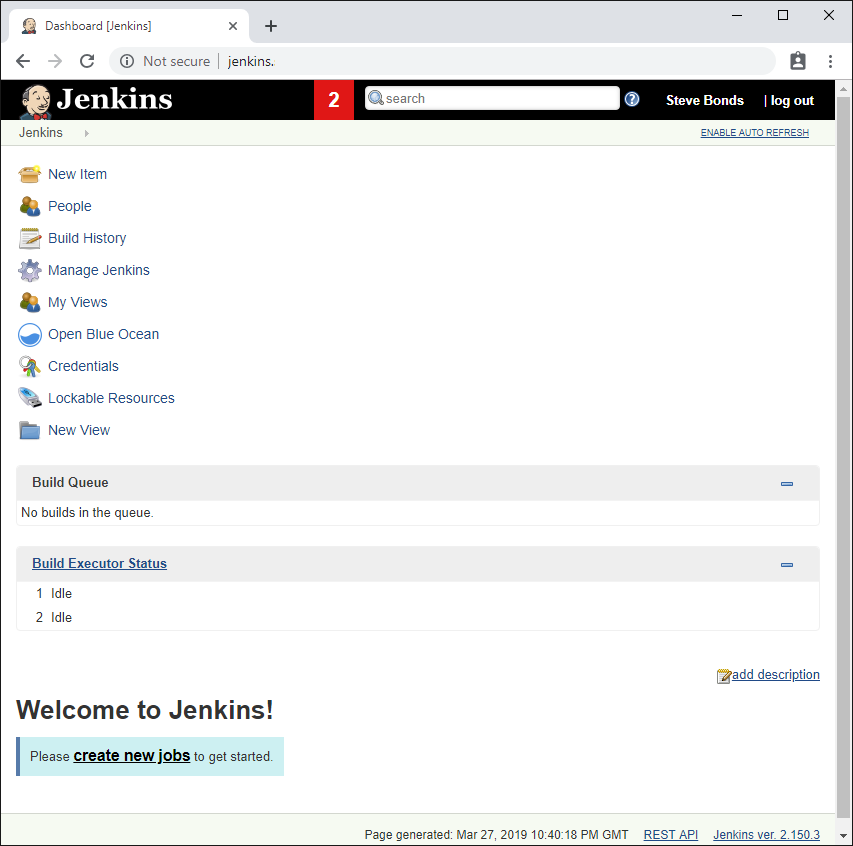 Dashboard [Jenkins]
Not secure | jenkins.
Jenkins 2 search Steve Bonds | log out
Jenkins ENABLE AUTO REFRESH
New Item
People
Build History
Manage Jenkins
My Views
Open Blue Ocean
Credentials
Lockable Resources
New View
Build Queue
No builds in the queue.
Build Executor Status
1 Idle
2 Idle
add description
Welcome to Jenkins!
Please create new jobs to get started.
Page generated: Mar 27, 2019 10:40:18 PM GMT REST API Jenkins ver. 2.150.3